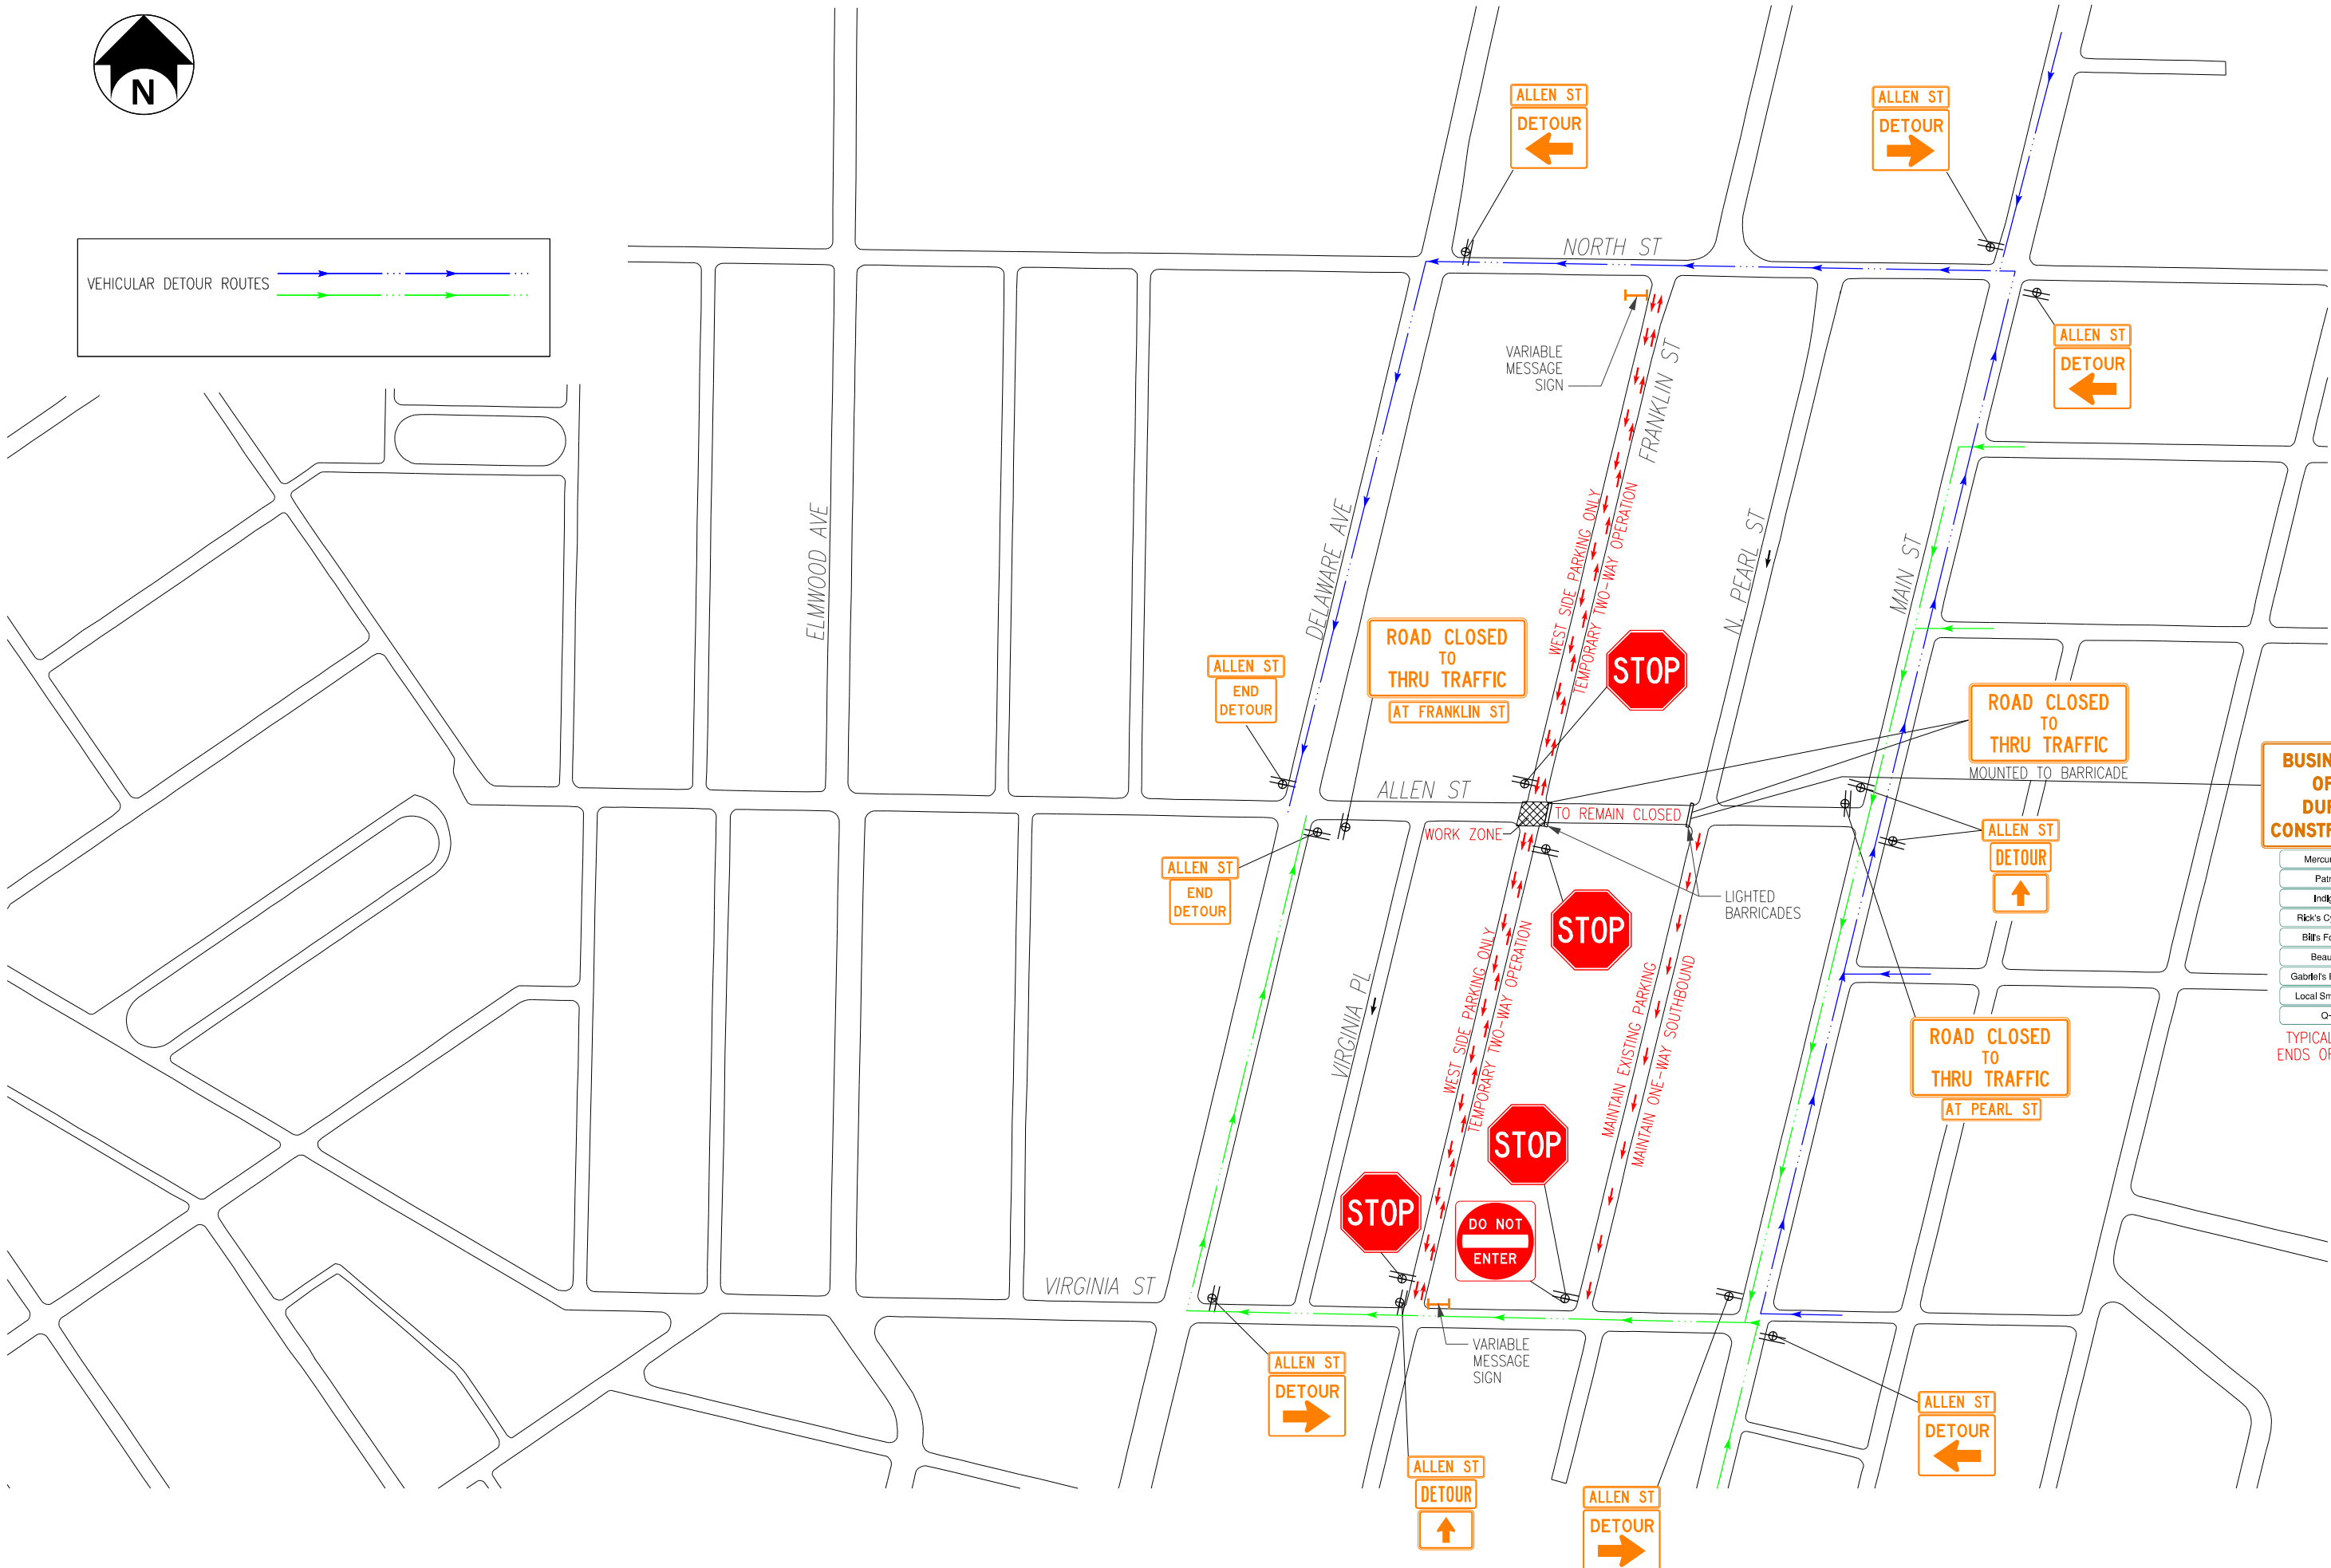 N
VEHICULAR DETOUR ROUTES
ALLEN ST
DETOUR
ALLEN ST
DETOUR
NORTH ST
ALLEN ST
DETOUR
VARIABLE
MESSAGE
SIGN
FRANKLIN ST
ELMWOOD AVE
DELAWARE AVE
WEST SIDE PARKING ONLY
TEMPORARY TWO-WAY OPERATION
N. PEARL ST
MAIN ST
ROAD CLOSED
TO
THRU TRAFFIC
AT FRANKLIN ST
STOP
ALLEN ST
END
DETOUR
ROAD CLOSED
TO
THRU TRAFFIC
MOUNTED TO BARRICADE
ALLEN ST
TO REMAIN CLOSED
WORK ZONE
ALLEN ST
DETOUR
ALLEN ST
END
DETOUR
LIGHTED
BARRICADES
STOP
VIRGINIA PL
WEST SIDE PARKING ONLY
TEMPORARY TWO-WAY OPERATION
MAINTAIN EXISTING PARKING
MAINTAIN ONE-WAY SOUTHBOUND
ROAD CLOSED
TO
THRU TRAFFIC
AT PEARL ST
STOP
STOP
DO NOT
ENTER
VIRGINIA ST
VARIABLE
MESSAGE
SIGN
ALLEN ST
DETOUR
ALLEN ST
DETOUR
ALLEN ST
DETOUR
ALLEN ST
DETOUR
TYPICAL
ENDS
Rick's
Bill's
Gabriel's
Local